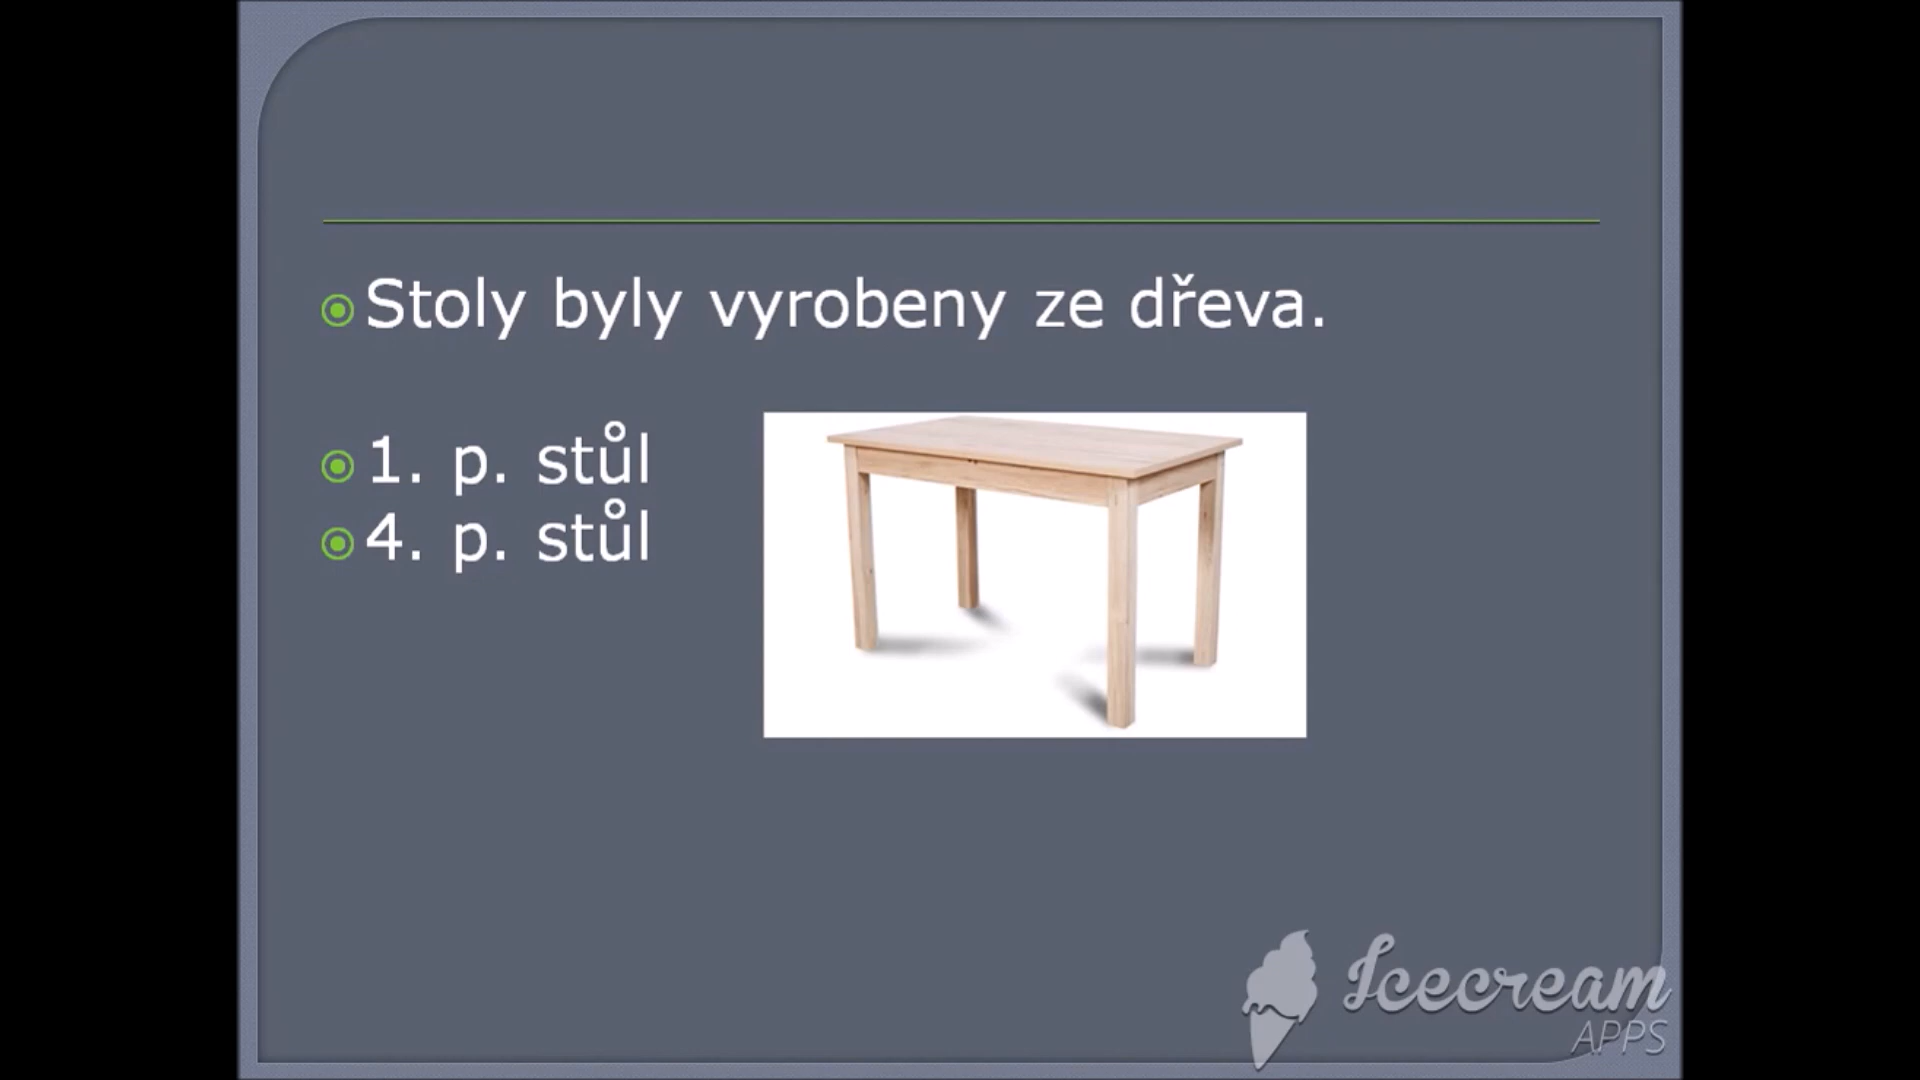 Stoly byly vyrobeny ze dřeva.
1. p. stůl
4. p. stůl
Icecream
APPS